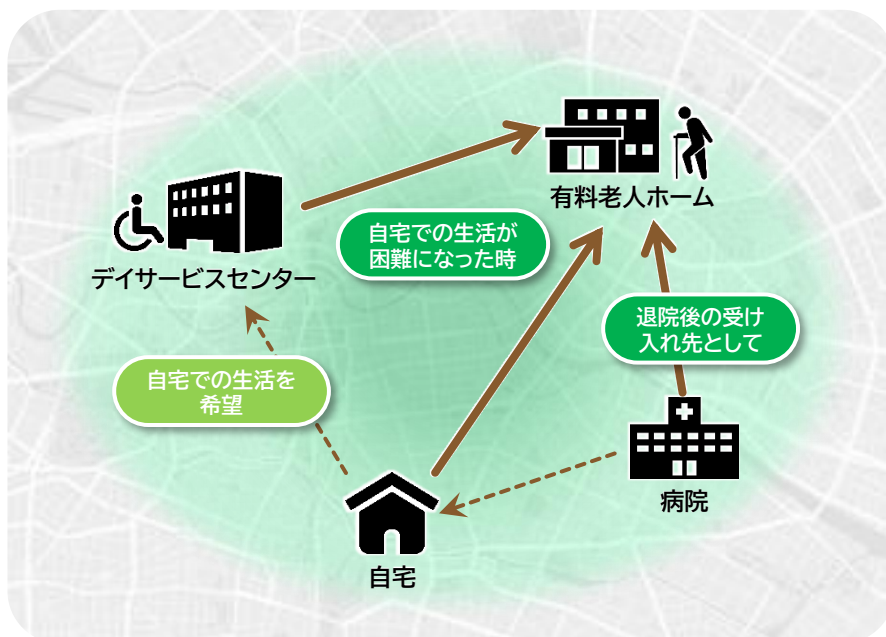 有料老人ホーム
自宅での生活が
困難になった時
デイサービスセンター
退院後の受け
入れ先として
自宅での生活を
希望
病院
自宅